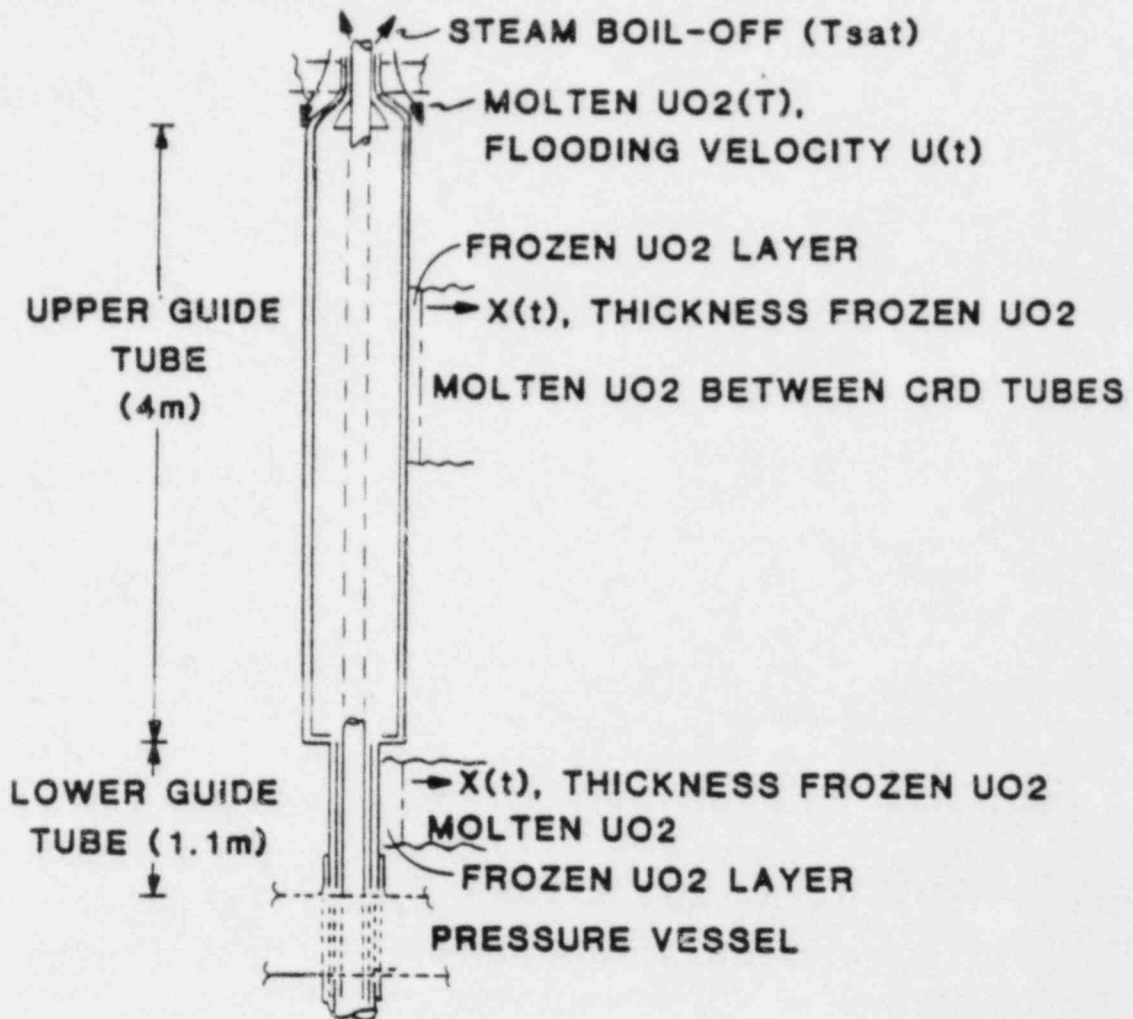 STEAM BOIL-OFF (Tsat)
MOLTEN UO2(T),
FLOODING VELOCITY U(t)
FROZEN UO2 LAYER
X(t), THICKNESS FROZEN UO2
UPPER GUIDE
TUBE
(4m)
MOLTEN UO2 BETWEEN CRD TUBES
X(t), THICKNESS FROZEN UO2
LOWER GUIDE
TUBE (1.1m)
MOLTEN UO2
FROZEN UO2 LAYER
PRESSURE VESSEL